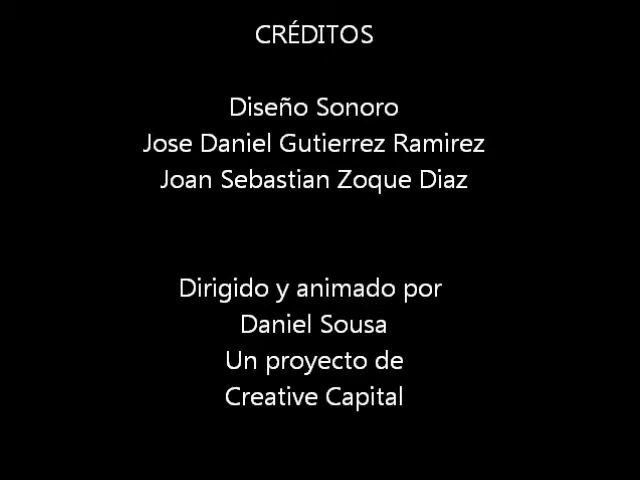 CRÉDITOS
Diseño Sonoro
Jose Daniel Gutierrez Ramirez
Joan Sebastian Zoque Diaz
Dirigido y animado por
Daniel Sousa
Un proyecto de
Creative Capital